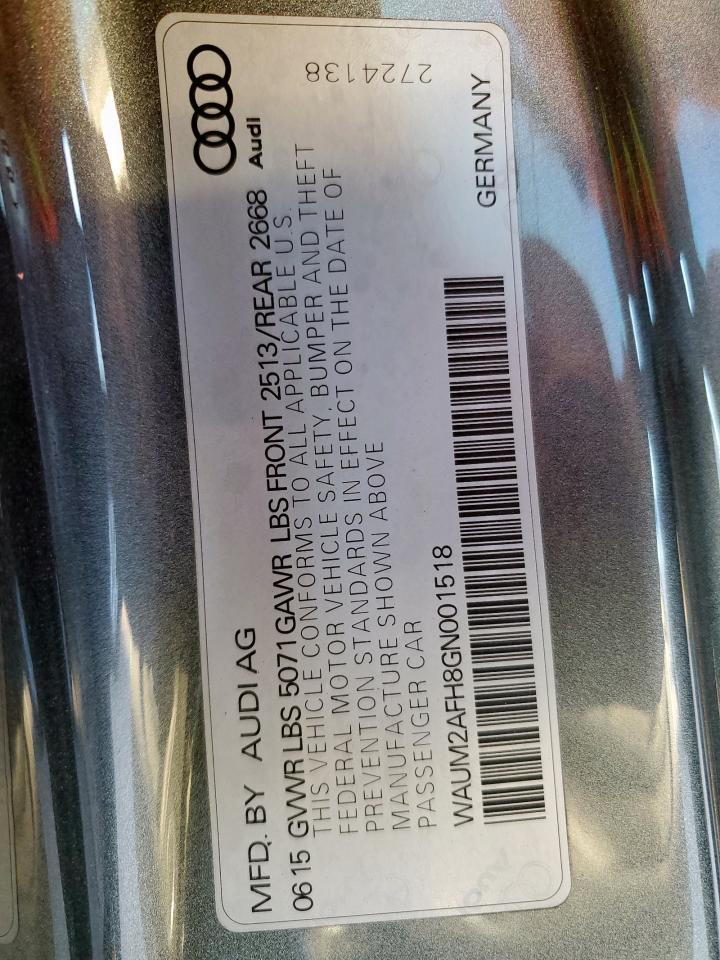 MFD. BY AUDI AG
Audi
0615 GVWR LBS 5071 GAWR LBS FRONT 2513/REAR 2668
THIS VEHICLE CONFORMS TO ALL APPLICABLE U.S.
FEDERAL MOTOR VEHICLE SAFETY, BUMPER AND THEFT
PREVENTION STANDARDS IN EFFECT ON THE DATE OF
MANUFACTURE SHOWN ABOVE
PASSENGER CAR
WAUM2AFH8GN001518
GERMANY
2724138